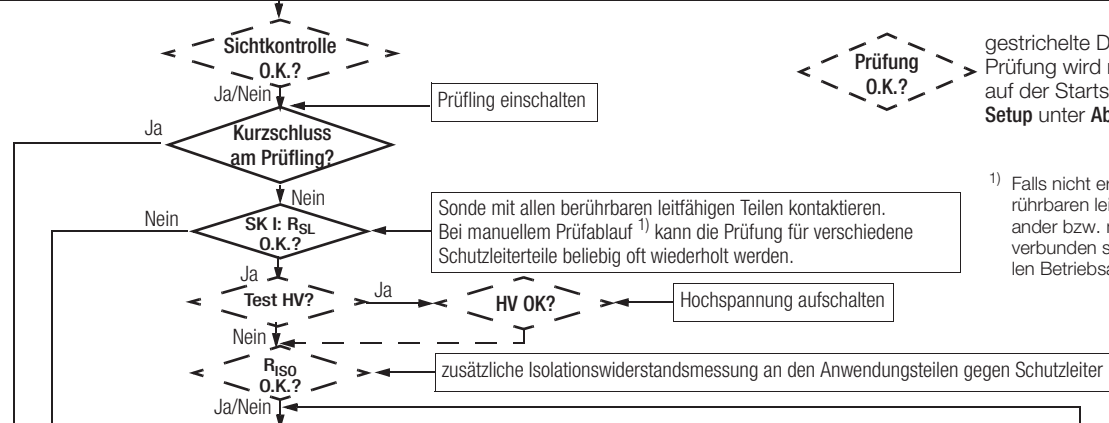 Sichtkontrolle
O.K.?
Ja/Nein
Prüfling einschalten
Ja
Kurzschluss
am Prüfling?
Nein
Nein
SK I: RSL
O.K.?
Sonde mit allen berührbaren leitfähigen Teilen kontaktieren.
Bei manuellem Prüfablauf 1) kann die Prüfung für verschiedene
Schutzleiterteile beliebig oft wiederholt werden.
Ja
Test HV?
Ja
HV OK?
Hochspannung aufschalten
Nein
RISO
O.K.?
zusätzliche Isolationswiderstandsmessung an den Anwendungsteilen gegen Schutzleiter
Ja/Nein
Prüfung
O.K.?
gestrichelte D
Prüfung wird
auf der Starts
Setup unter Ab
1) Falls nicht er
rührbaren lei
ander bzw.
verbunden s
len Betriebsa